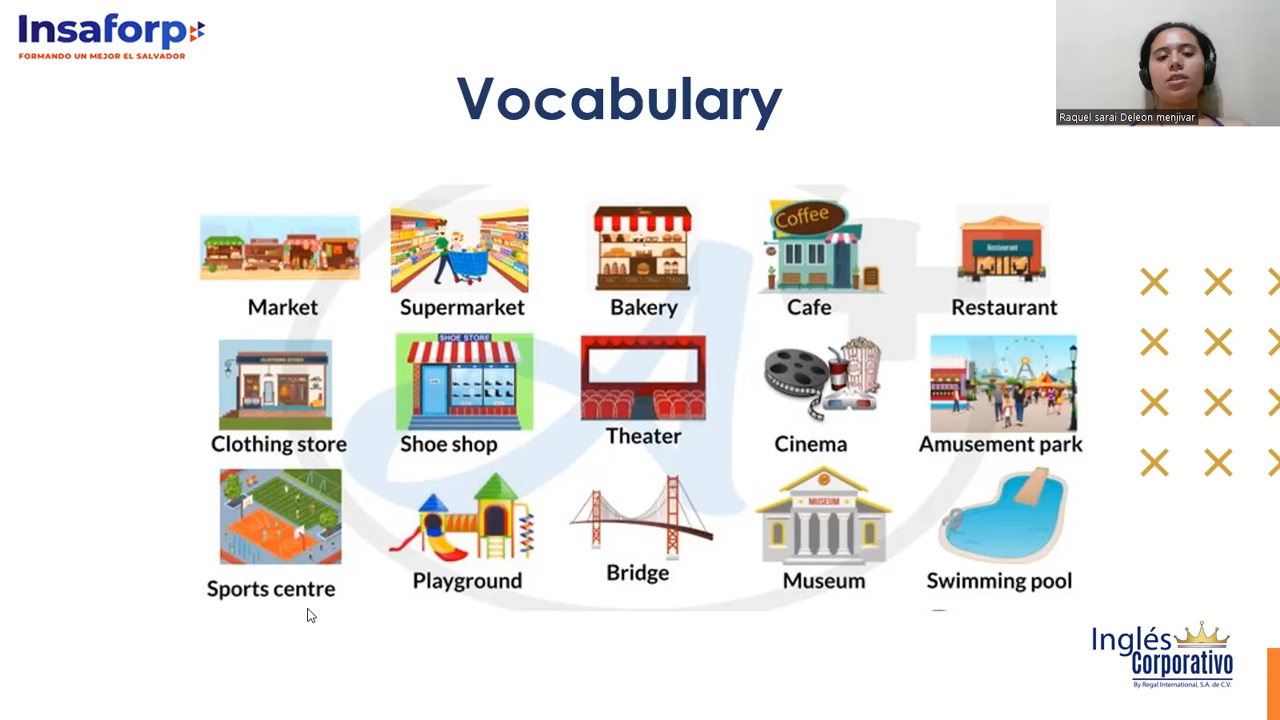 Insaforp
FORMANDO UN MEJOR EL SALVADOR
Raquel sarai Deleon menjivar
Vocabulary
Coffee
Restaurant
Market
Supermarket
Bakery
Cafe
Restaurant
CLOTHING STORE
SHOE STORE
Clothing store
Shoe shop
Theater
Cinema
Amusement park
MUSEUM
Sports centre
Playground
Bridge
Museum
Swimming pool
Inglés
Corporativo
By Regal International, S.A. de C.V.